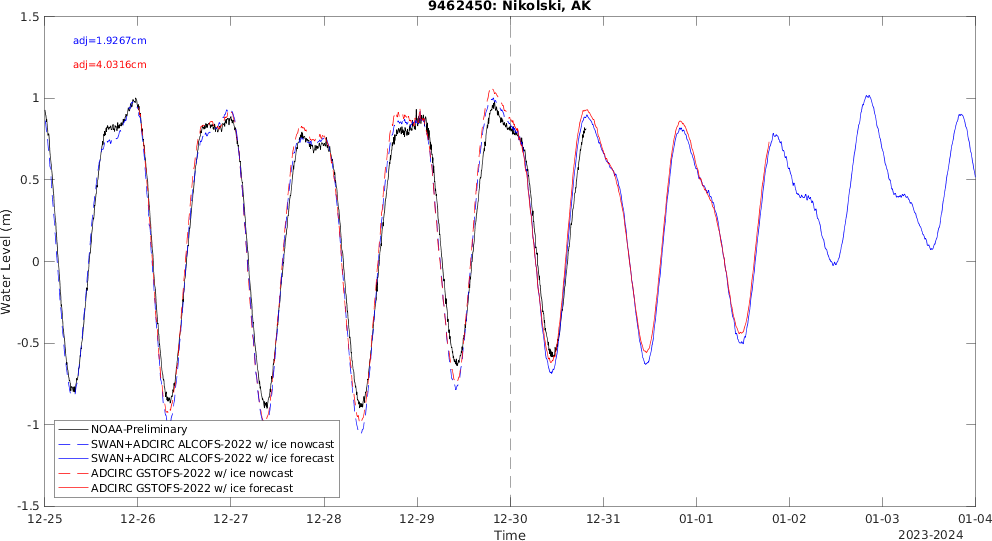 9462450: Nikolski, AK
adj=1.9267cm
adj=4.0316cm
Water Level (m)
1.5
1
0.5
0
-0.5
-1
-1.5
NOAA-Preliminary
SWAN+ADCIRC ALCOFS-2022 w/ ice nowcast
SWAN+ADCIRC ALCOFS-2022 w/ ice forecast
ADCIRC GSTOFS-2022 w/ ice nowcast
ADCIRC GSTOFS-2022 w/ ice forecast
12-25 12-26 12-27 12-28 12-29 12-30 12-31 01-01 01-02 01-03 01-04
Time
2023-2024